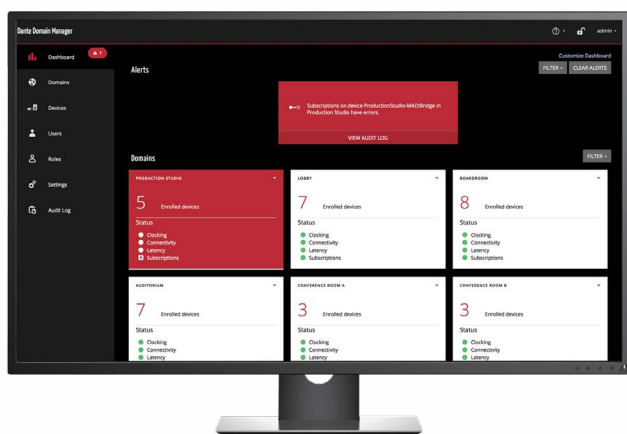 Dante Domain Manager
admin
Dashboard
1
Domains
Devices
Users
Roles
Settings
Audit Log
Customize Dashboard
Alerts
FILTER
CLEAR ALERTS
Subscriptions on device ProductionStudio-MADIBridge in
Production Studio have errors.
VIEW AUDIT LOG
Domains
FILTER
PRODUCTION STUDIO
5 Enrolled devices
Status
Clocking
Connectivity
Latency
Subscriptions
LOBBY
7 Enrolled devices
Status
Clocking
Connectivity
Latency
Subscriptions
BOARDROOM
8 Enrolled devices
Status
Clocking
Connectivity
Latency
Subscriptions
AUDITORIUM
7 Enrolled devices
Status
Clocking
Connectivity
Latency
CONFERENCE ROOM A
3 Enrolled devices
Status
Clocking
Connectivity
Latency
CONFERENCE ROOM B
3 Enrolled devices
Status
Clocking
Connectivity
Latency